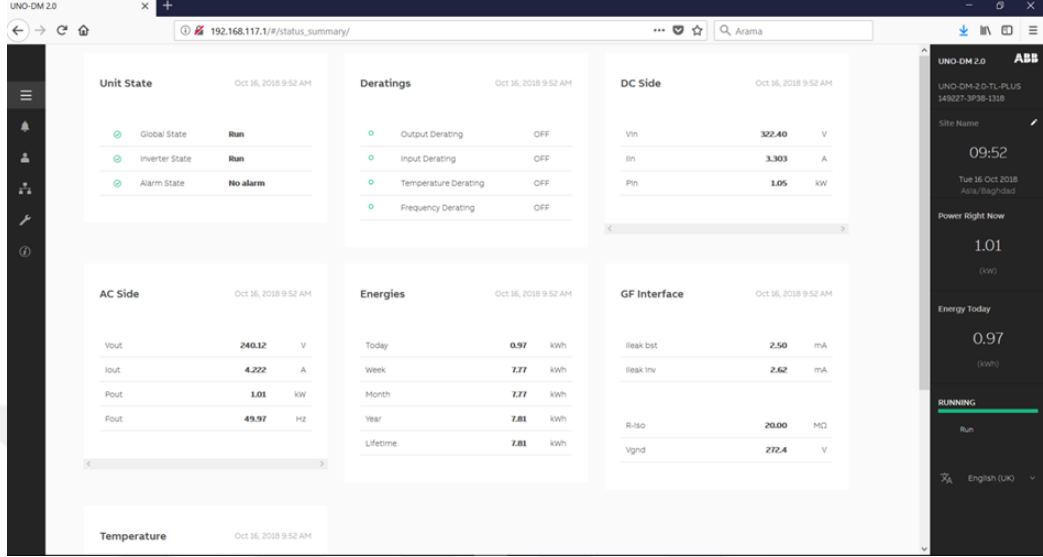 UNO-DM 2.0
192.168.117.1/#/status_summary/
Arama
Unit State Oct 16, 2018 9:52 AM
Global State Run
Inverter State Run
Alarm State No alarm
Deratings Oct 16, 2018 9:52 AM
Output Derating OFF
Input Derating OFF
Temperature Derating OFF
Frequency Derating OFF
DC Side Oct 16, 2018 9:52 AM
Vin 322.40 V
Iin 3.303 A
Pin 1.05 kW
AC Side Oct 16, 2018 9:52 AM
Vout 240.12 V
Iout 4.222 A
Pout 1.01 kW
Fout 49.97 Hz
Energies Oct 16, 2018 9:52 AM
Today 0.97 kWh
Week 7.77 kWh
Month 7.77 kWh
Year 7.81 kWh
Lifetime 7.81 kWh
GF Interface Oct 16, 2018 9:52 AM
Ileak bst 2.50 mA
Ileak Inv 2.62 mA
R-Iso 20.00 MΩ
Vgnd 272.4 V
Temperature Oct 16, 2018 9:52 AM
UNO-DM 2.0 ABB
UNO-DM-2.0-TL-PLUS
149227-3P38-1318
Site Name
09:52
Tue 16 Oct 2018
Asia/Baghdad
Power Right Now
1.01
(kW)
Energy Today
0.97
(kWh)
RUNNING
Run
English (UK)